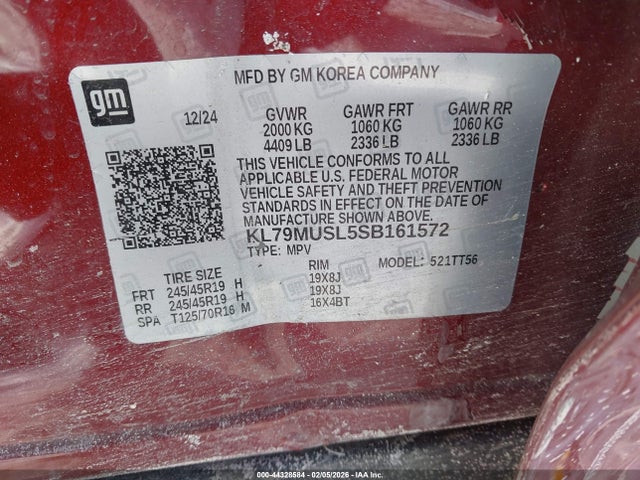 gm
MFD BY GM KOREA COMPANY
12/24
GVWR GAWR FRT GAWR RR
2000 KG 1060 KG 1060 KG
4409 LB 2336 LB 2336 LB
THIS VEHICLE CONFORMS TO ALL
APPLICABLE U.S. FEDERAL MOTOR
VEHICLE SAFETY AND THEFT PREVENTION
STANDARDS IN EFFECT ON THE DATE OF
MANUFACTURE SHOWN ABOVE.
KL79MUSL5SB161572
TYPE: MPV MODEL: 521TT56
TIRE SIZE RIM
FRT 245/45R19 H 19X8J
RR 245/45R19 H 19X8J
SPA T125/70R16 M 16X4BT
000-44328584 - 02/05/2026 - COPART IAA